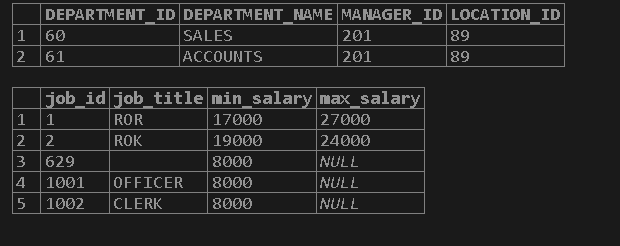 DEPARTMENT_ID DEPARTMENT_NAME MANAGER_ID LOCATION_ID
1 60 SALES 201 89
2 61 ACCOUNTS 201 89
job_id job_title min_salary max_salary
1 1 ROR 17000 27000
2 2 ROK 19000 24000
3 629 8000 NULL
4 1001 OFFICER 8000 NULL
5 1002 CLERK 8000 NULL